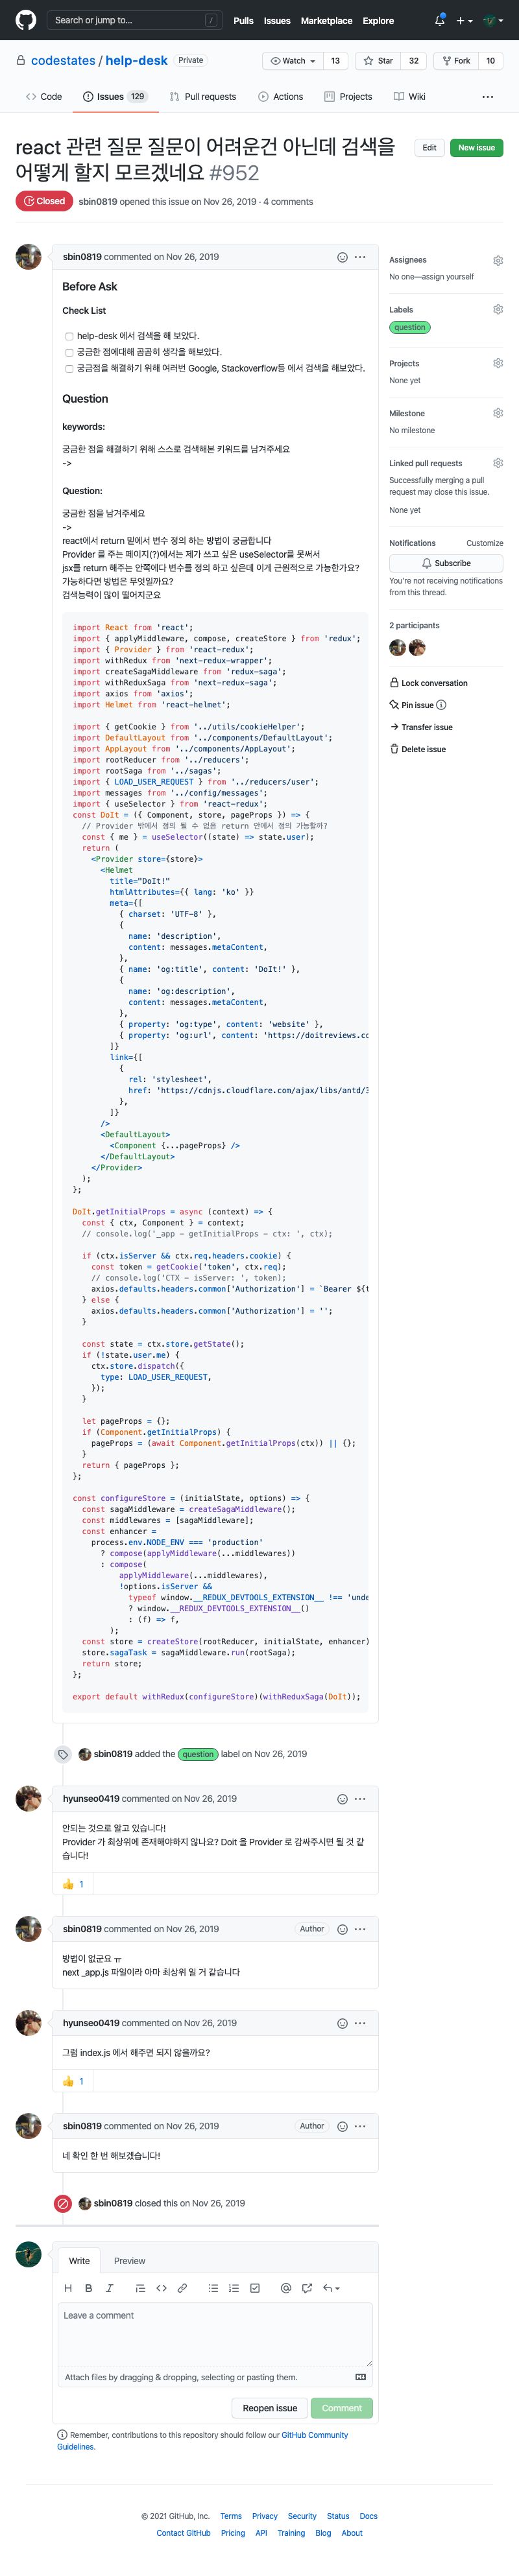 Search or jump to...
/
Pulls Issues Marketplace Explore
codestates / help-desk Private
Watch 13 Star 32 Fork 10
Code Issues 129 Pull requests Actions Projects Wiki
react 관련 질문 질문이 어려운건 아닌데 검색을
어떻게 할지 모르겠네요 #952
Edit New issue
Closed sbin0819 opened this issue on Nov 26, 2019 · 4 comments
sbin0819 commented on Nov 26, 2019
Before Ask
Check List
help-desk 에서 검색을 해 보았다.
궁금한 점에대해 곰곰히 생각을 해보았다.
궁금점을 해결하기 위해 여러번 Google, Stackoverflow등 에서 검색을 해보았다.
Question
keywords:
궁금한 점을 해결하기 위해 스스로 검색해본 키워드를 남겨주세요
->
Question:
궁금한 점을 남겨주세요
->
react에서 return 밑에서 변수 정의 하는 방법이 궁금합니다
Provider 를 주는 페이지(?)에서는 제가 쓰고 싶은 useSelector를 못써서
jsx를 return 해주는 안쪽에다 변수를 정의 하고 싶은데 이게 근원적으로 가능한가요?
가능하다면 방법은 무엇일까요?
검색능력이 많이 떨어지군요
import React from 'react';
import { applyMiddleware, compose, createStore } from 'redux';
import { Provider } from 'react-redux';
import withRedux from 'next-redux-wrapper';
import createSagaMiddleware from 'redux-saga';
import withReduxSaga from 'next-redux-saga';
import axios from 'axios';
import Helmet from 'react-helmet';
import { getCookie } from '../utils/cookieHelper';
import DefaultLayout from '../components/DefaultLayout';
import AppLayout from '../components/AppLayout';
import rootReducer from '../reducers';
import rootSaga from '../sagas';
import { LOAD_USER_REQUEST } from '../reducers/user';
import messages from '../config/messages';
import { useSelector } from 'react-redux';
const DoIt = ({ Component, store, pageProps }) => {
// Provider 밖에서 정의 될 수 없음 return 안에서 정의 가능할까?
const { me } = useSelector((state) => state.user);
return (
<Provider store={store}>
<Helmet
title="DoIt!"
htmlAttributes={{ lang: 'ko' }}
meta={[
{ charset: 'UTF-8' },
{
name: 'description',
content: messages.metaContent,
},
{ name: 'og:title', content: 'DoIt!' },
{
name: 'og:description',
content: messages.metaContent,
},
{ property: 'og:type', content: 'website' },
{ property: 'og:url', content: 'https://doitreviews.co
]}
link={[
{
rel: 'stylesheet',
href: 'https://cdnjs.cloudflare.com/ajax/libs/antd/3
},
]}
/>
<DefaultLayout>
<Component {...pageProps} />
</DefaultLayout>
</Provider>
);
};
DoIt.getInitialProps = async (context) => {
const { ctx, Component } = context;
// console.log('_app - getInitialProps - ctx: ', ctx);
if (ctx.isServer && ctx.req.headers.cookie) {
const token = getCookie('token', ctx.req);
// console.log('CTX - isServer: ', token);
axios.defaults.headers.common['Authorization'] = `Bearer ${t
} else {
axios.defaults.headers.common['Authorization'] = '';
}
const state = ctx.store.getState();
if (!state.user.me) {
ctx.store.dispatch({
type: LOAD_USER_REQUEST,
});
}
let pageProps = {};
if (Component.getInitialProps) {
pageProps = (await Component.getInitialProps(ctx)) || {};
}
return { pageProps };
};
const configureStore = (initialState, options) => {
const sagaMiddleware = createSagaMiddleware();
const middlewares = [sagaMiddleware];
const enhancer =
process.env.NODE_ENV === 'production'
? compose(applyMiddleware(...middlewares))
: compose(
applyMiddleware(...middlewares),
!options.isServer &&
typeof window.__REDUX_DEVTOOLS_EXTENSION__ !== 'unde
? window.__REDUX_DEVTOOLS_EXTENSION__()
: (f) => f,
);
const store = createStore(rootReducer, initialState, enhancer)
store.sagaTask = sagaMiddleware.run(rootSaga);
return store;
};
export default withRedux(configureStore)(withReduxSaga(DoIt));
Assignees
No one—assign yourself
Labels
question
Projects
None yet
Milestone
No milestone
Linked pull requests
Successfully merging a pull
request may close this issue.
None yet
Notifications Customize
Subscribe
You're not receiving notifications
from this thread.
2 participants
Lock conversation
Pin issue
Transfer issue
Delete issue
sbin0819 added the question label on Nov 26, 2019
hyunseo0419 commented on Nov 26, 2019
안되는 것으로 알고 있습니다!
Provider 가 최상위에 존재해야하지 않나요? Doit 을 Provider 로 감싸주시면 될 것 같
습니다!
👍 1
sbin0819 commented on Nov 26, 2019 Author
방법이 없군요 ㅠ
next _app.js 파일이라 아마 최상위 일 거 같습니다
hyunseo0419 commented on Nov 26, 2019
그럼 index.js 에서 해주면 되지 않을까요?
👍 1
sbin0819 commented on Nov 26, 2019 Author
네 확인 한 번 해보겠습니다!
sbin0819 closed this on Nov 26, 2019
Write Preview
Leave a comment
Attach files by dragging & dropping, selecting or pasting them.
Reopen issue Comment
Remember, contributions to this repository should follow our GitHub Community
Guidelines.
© 2021 GitHub, Inc. Terms Privacy Security Status Docs
Contact GitHub Pricing API Training Blog About